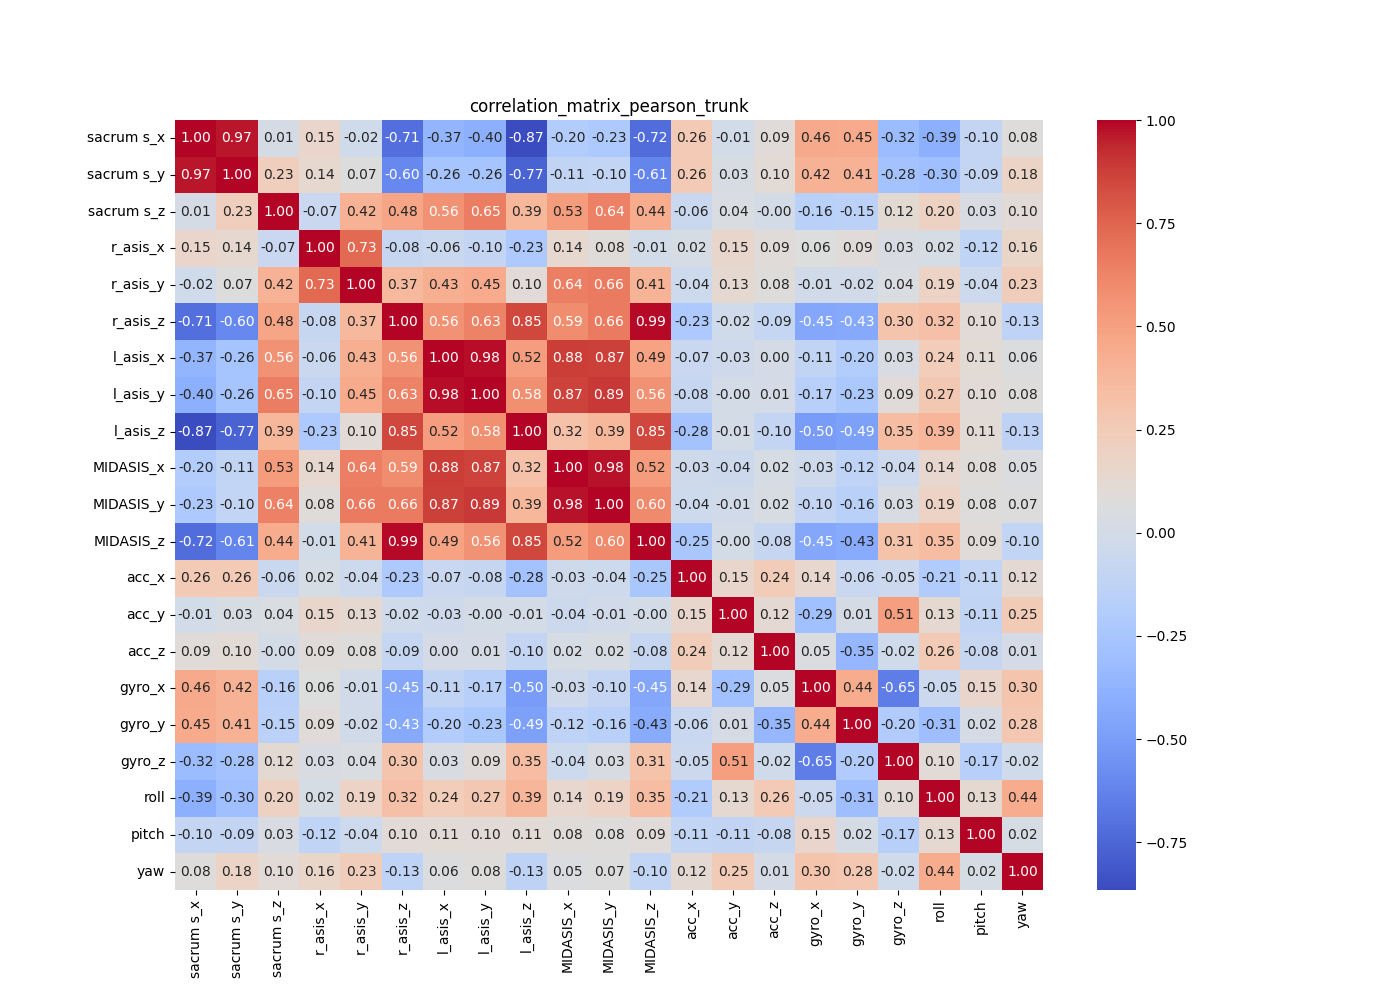 correlation_matrix_pearson_trunk
sacrum s_x 1.00 0.97 0.01 0.15 -0.02 -0.71 -0.37 -0.40 -0.87 -0.20 -0.23 -0.72 0.26 -0.01 0.09 0.46 0.45 -0.32 -0.39 -0.10 0.08
sacrum s_y 0.97 1.00 0.23 0.14 0.07 -0.60 -0.26 -0.26 -0.77 -0.11 -0.10 -0.61 0.26 0.03 0.10 0.42 0.41 -0.28 -0.30 -0.09 0.18
sacrum s_z 0.01 0.23 1.00 -0.07 0.42 0.48 0.56 0.65 0.39 0.53 0.64 0.44 -0.06 0.04 -0.00 -0.16 -0.15 0.12 0.20 0.03 0.10
r_asis_x 0.15 0.14 -0.07 1.00 0.73 -0.08 -0.06 -0.10 -0.23 0.14 0.08 -0.01 0.02 0.15 0.09 0.06 0.09 0.03 0.02 -0.12 0.16
r_asis_y -0.02 0.07 0.42 0.73 1.00 0.37 0.43 0.45 0.10 0.64 0.66 0.41 -0.04 0.13 0.08 -0.01 -0.02 0.04 0.19 -0.04 0.23
r_asis_z -0.71 -0.60 0.48 -0.08 0.37 1.00 0.56 0.63 0.85 0.59 0.66 0.99 -0.23 -0.02 -0.09 -0.45 -0.43 0.30 0.32 0.10 -0.13
l_asis_x -0.37 -0.26 0.56 -0.06 0.43 0.56 1.00 0.98 0.52 0.88 0.87 0.49 -0.07 -0.03 0.00 -0.11 -0.20 0.03 0.24 0.11 0.06
l_asis_y -0.40 -0.26 0.65 -0.10 0.45 0.63 0.98 1.00 0.58 0.87 0.89 0.56 -0.08 -0.00 0.01 -0.17 -0.23 0.09 0.27 0.10 0.08
l_asis_z -0.87 -0.77 0.39 -0.23 0.10 0.85 0.52 0.58 1.00 0.32 0.39 0.85 -0.28 -0.01 -0.10 -0.50 -0.49 0.35 0.39 0.11 -0.13
MIDASIS_x -0.20 -0.11 0.53 0.14 0.64 0.59 0.88 0.87 0.32 1.00 0.98 0.52 -0.03 -0.04 0.02 -0.03 -0.12 -0.04 0.14 0.08 0.05
MIDASIS_y -0.23 -0.10 0.64 0.08 0.66 0.66 0.87 0.89 0.39 0.98 1.00 0.60 -0.04 -0.01 0.02 -0.10 -0.16 0.03 0.19 0.08 0.07
MIDASIS_z -0.72 -0.61 0.44 -0.01 0.41 0.99 0.49 0.56 0.85 0.52 0.60 1.00 -0.25 -0.00 -0.08 -0.45 -0.43 0.31 0.35 0.09 -0.10
acc_x 0.26 0.26 -0.06 0.02 -0.04 -0.23 -0.07 -0.08 -0.28 -0.03 -0.04 -0.25 1.00 0.15 0.24 0.14 -0.06 -0.05 -0.21 -0.11 0.12
acc_y -0.01 0.03 0.04 0.15 0.13 -0.02 -0.03 -0.00 -0.01 -0.04 -0.01 -0.00 0.15 1.00 0.12 -0.29 0.01 0.51 0.13 -0.11 0.25
acc_z 0.09 0.10 -0.00 0.09 0.08 -0.09 0.00 0.01 -0.10 0.02 0.02 -0.08 0.24 0.12 1.00 0.05 -0.35 -0.02 0.26 -0.08 0.01
gyro_x 0.46 0.42 -0.16 0.06 -0.01 -0.45 -0.11 -0.17 -0.50 -0.03 -0.10 -0.45 0.14 -0.29 0.05 1.00 0.44 -0.65 -0.05 0.15 0.30
gyro_y 0.45 0.41 -0.15 0.09 -0.02 -0.43 -0.20 -0.23 -0.49 -0.12 -0.16 -0.43 -0.06 0.01 -0.35 0.44 1.00 -0.20 -0.31 0.02 0.28
gyro_z -0.32 -0.28 0.12 0.03 0.04 0.30 0.03 0.09 0.35 -0.04 0.03 0.31 -0.05 0.51 -0.02 -0.65 -0.20 1.00 0.10 -0.17 -0.02
roll -0.39 -0.30 0.20 0.02 0.19 0.32 0.24 0.27 0.39 0.14 0.19 0.35 -0.21 0.13 0.26 -0.05 -0.31 0.10 1.00 0.13 0.44
pitch -0.10 -0.09 0.03 -0.12 -0.04 0.10 0.11 0.10 0.11 0.08 0.08 0.09 -0.11 -0.11 -0.08 0.15 0.02 -0.17 0.13 1.00 0.02
yaw 0.08 0.18 0.10 0.16 0.23 -0.13 0.06 0.08 -0.13 0.05 0.07 -0.10 0.12 0.25 0.01 0.30 0.28 -0.02 0.44 0.02 1.00
sacrum s_x
sacrum s_y
sacrum s_z
r_asis_x
r_asis_y
r_asis_z
l_asis_x
l_asis_y
l_asis_z
MIDASIS_x
MIDASIS_y
MIDASIS_z
acc_x
acc_y
acc_z
gyro_x
gyro_y
gyro_z
roll
pitch
yaw
1.00
0.75
0.50
0.25
0.00
−0.25
−0.50
−0.75